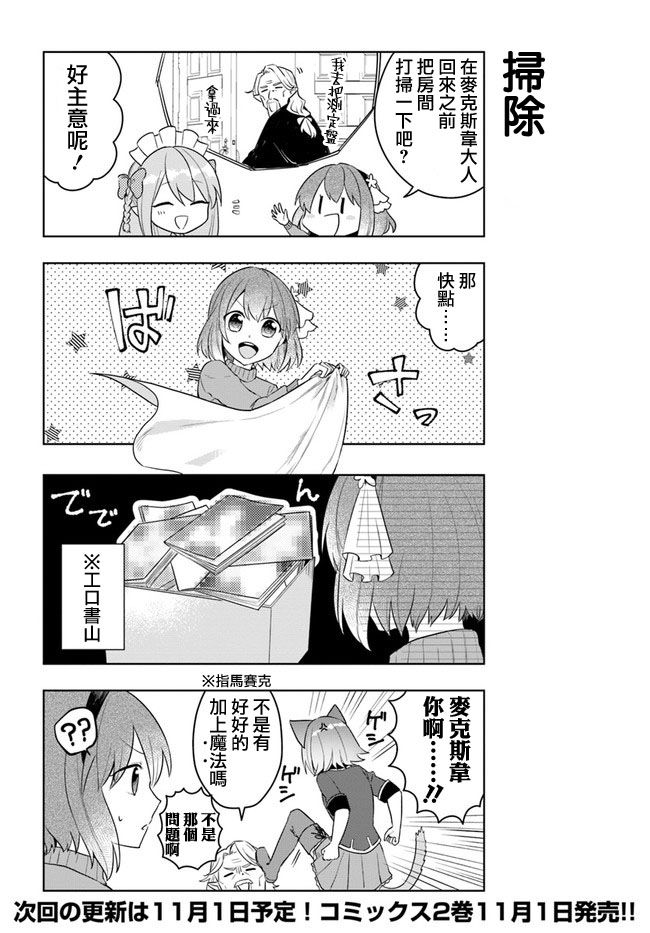 掃除
在麥克斯韋大人
回來之前
把房間
打掃一下吧？
我去把測定盤
拿過來
好主意呢！
那
快點……
ばさっ
でで
でん
※エロ書山
麥克斯韋
你啊……!!
ゲシ
ゲシ
※指馬賽克
不是有
好好的
加上魔法嗎
不是
那個
問題啊
??
次回の更新は11月1日予定！コミックス2巻11月1日発売!!